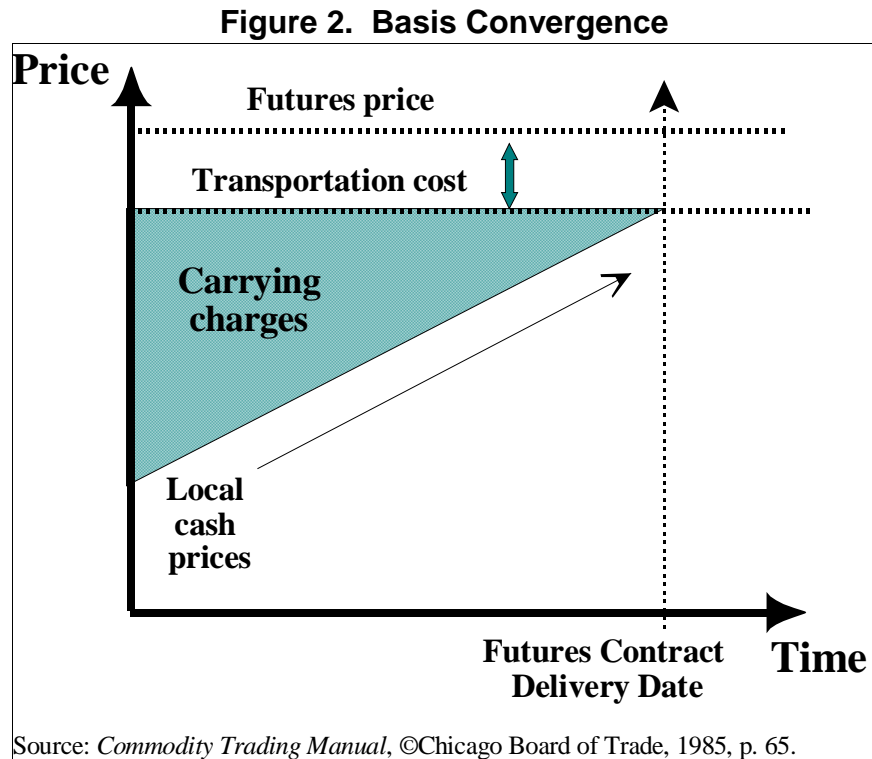 Figure 2.  Basis Convergence
Price
Futures price
Transportation cost
Carrying
charges
Local
cash
prices
Futures Contract
Delivery Date
Time
Source: Commodity Trading Manual, ©Chicago Board of Trade, 1985, p. 65.